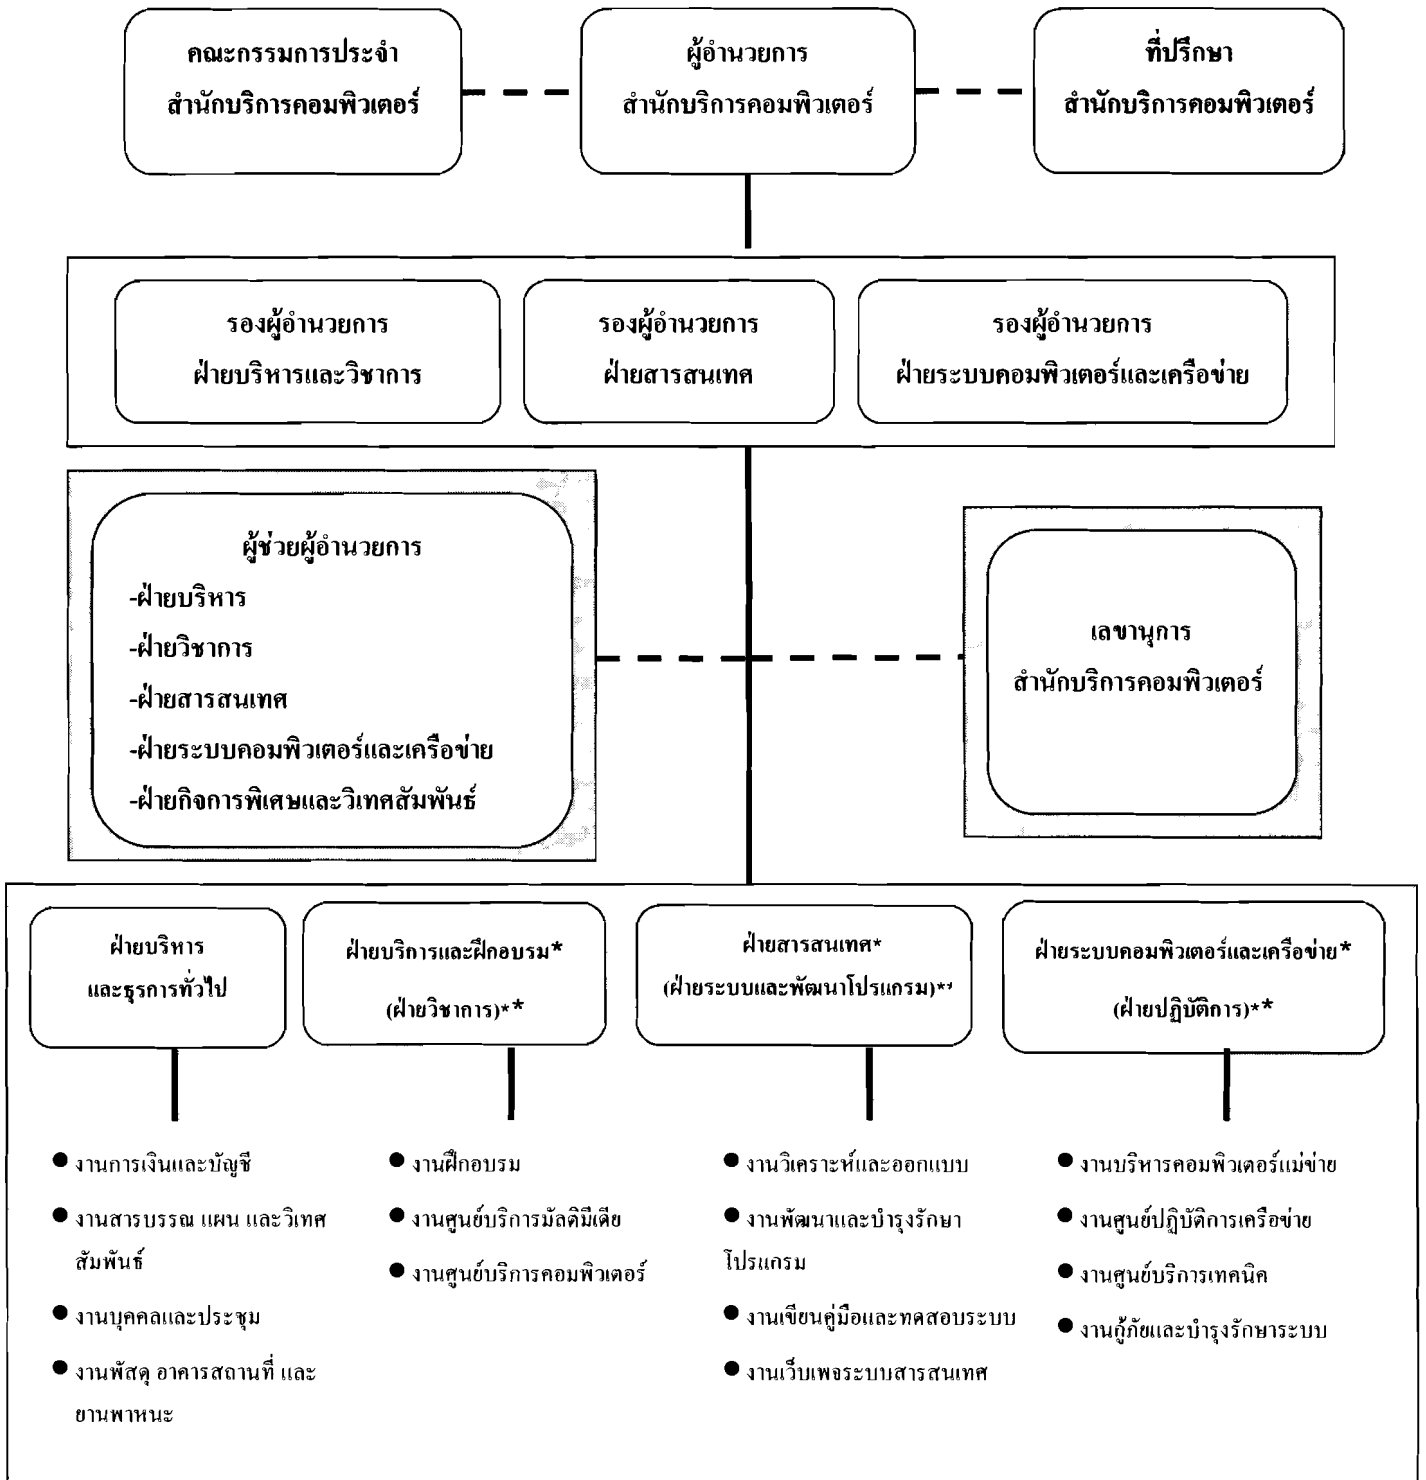 คณะกรรมการประจำ
สำนักบริการคอมพิวเตอร์
ผู้อำนวยการ
สำนักบริการคอมพิวเตอร์
ที่ปรึกษา
สำนักบริการคอมพิวเตอร์
รองผู้อำนวยการ
ฝ่ายบริหารและวิชาการ
รองผู้อำนวยการ
ฝ่ายสารสนเทศ
รองผู้อำนวยการ
ฝ่ายระบบคอมพิวเตอร์และเครือข่าย
ผู้ช่วยผู้อำนวยการ
-ฝ่ายบริหาร
-ฝ่ายวิชาการ
-ฝ่ายสารสนเทศ
-ฝ่ายระบบคอมพิวเตอร์และเครือข่าย
-ฝ่ายกิจการพิเศษและวิเทศสัมพันธ์
เลขานุการ
สำนักบริการคอมพิวเตอร์
ฝ่ายบริหาร
และธุรการทั่วไป
ฝ่ายบริการและฝึกอบรม*
(ฝ่ายวิชาการ)**
ฝ่ายสารสนเทศ*
(ฝ่ายระบบและพัฒนาโปรแกรม)**
ฝ่ายระบบคอมพิวเตอร์และเครือข่าย*
(ฝ่ายปฏิบัติการ)**
● งานการเงินและบัญชี
● งานสารบรรณ แผน และวิเทศ
สัมพันธ์
● งานบุคคลและประชุม
● งานพัสดุ อาคารสถานที่ และ
ยานพาหนะ
● งานฝึกอบรม
● งานศูนย์บริการมัลติมีเดีย
● งานศูนย์บริการคอมพิวเตอร์
● งานวิเคราะห์และออกแบบ
● งานพัฒนาและบำรุงรักษา
โปรแกรม
● งานเขียนคู่มือและทดสอบระบบ
● งานเว็บเพจระบบสารสนเทศ
● งานบริหารคอมพิวเตอร์แม่ข่าย
● งานศูนย์ปฏิบัติการเครือข่าย
● งานศูนย์บริการเทคนิค
● งานกู้ภัยและบำรุงรักษาระบบ